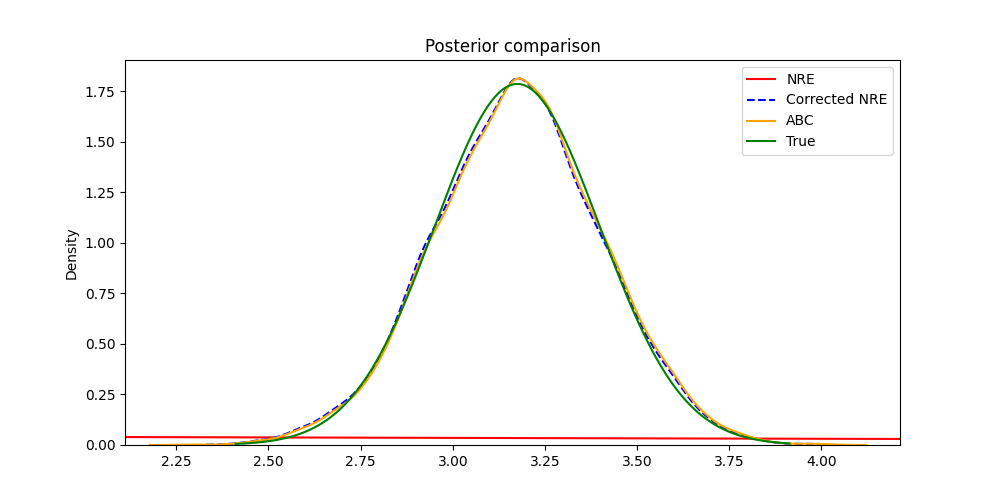 Posterior comparison
NRE
Corrected NRE
ABC
True
Density
1.75
1.50
1.25
1.00
0.75
0.50
0.25
0.00
2.25 2.50 2.75 3.00 3.25 3.50 3.75 4.00